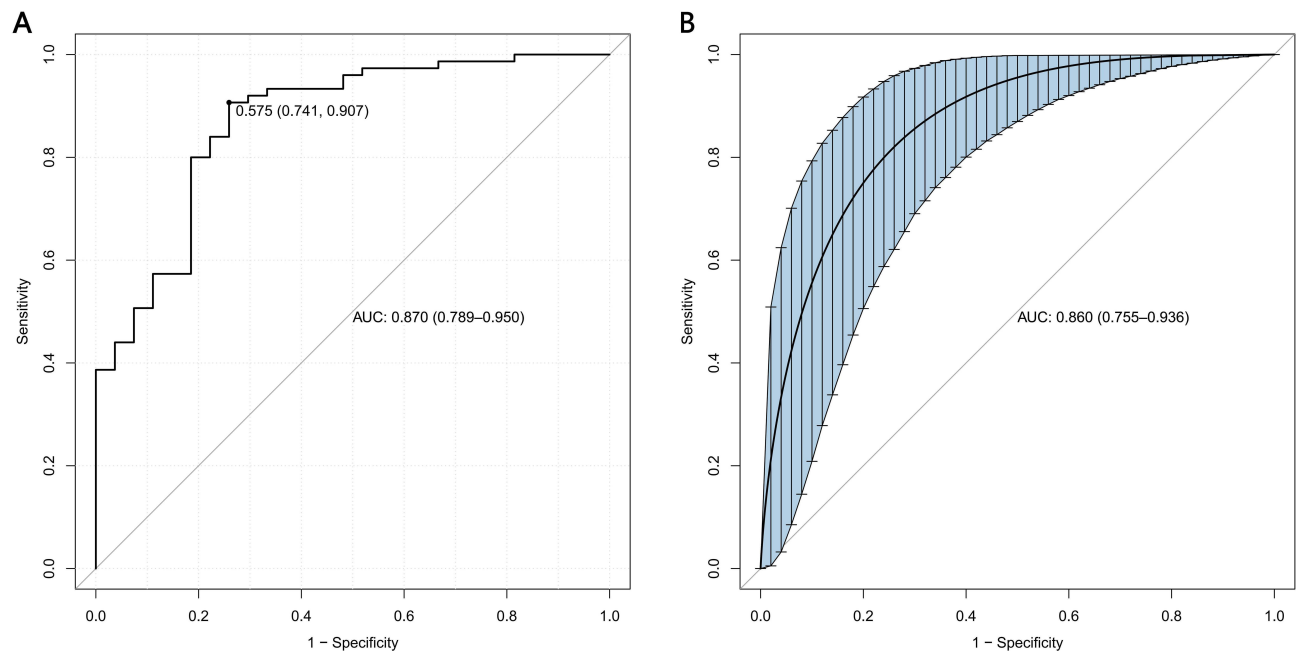 A
1.0
0.8
0.6
0.4
0.2
0.0
Sensitivity
0.575 (0.741, 0.907)
AUC: 0.870 (0.789–0.950)
0.0 0.2 0.4 0.6 0.8 1.0
1 − Specificity
B
1.0
0.8
0.6
0.4
0.2
0.0
Sensitivity
AUC: 0.860 (0.755–0.936)
0.0 0.2 0.4 0.6 0.8 1.0
1 − Specificity